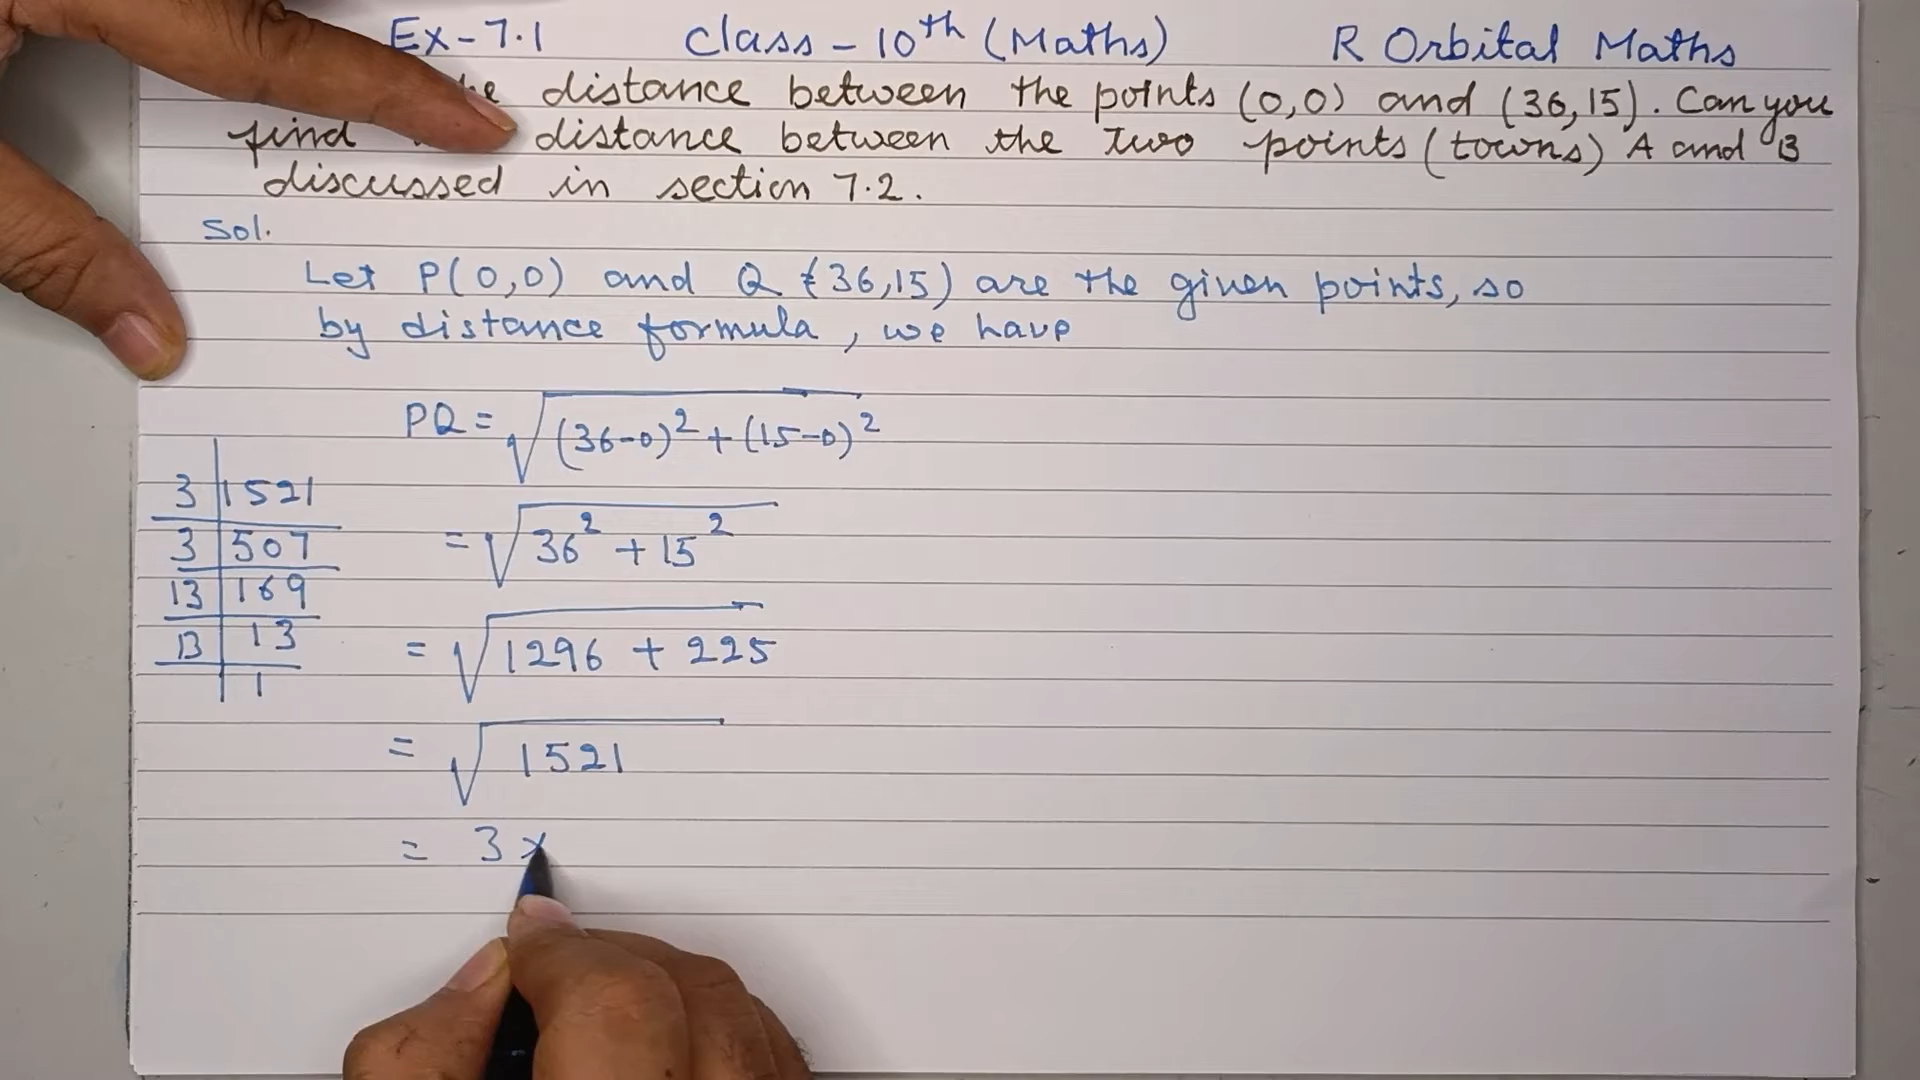 Ex-7.1 Class-10th (Maths) R Orbital Maths
distance between the points (0,0) and (36,15). Can you
find distance between the two points (towns) A and B
discussed in section 7.2.
Sol.
Let P(0,0) and Q (36,15) are the given points, so
by distance formula, we have
PQ = √(36-0)² + (15-0)²
= √36² + 15²
= √1296 + 225
= √1521
= 3 x
3 | 1521
3 | 507
13 | 169
13 | 13
| 1